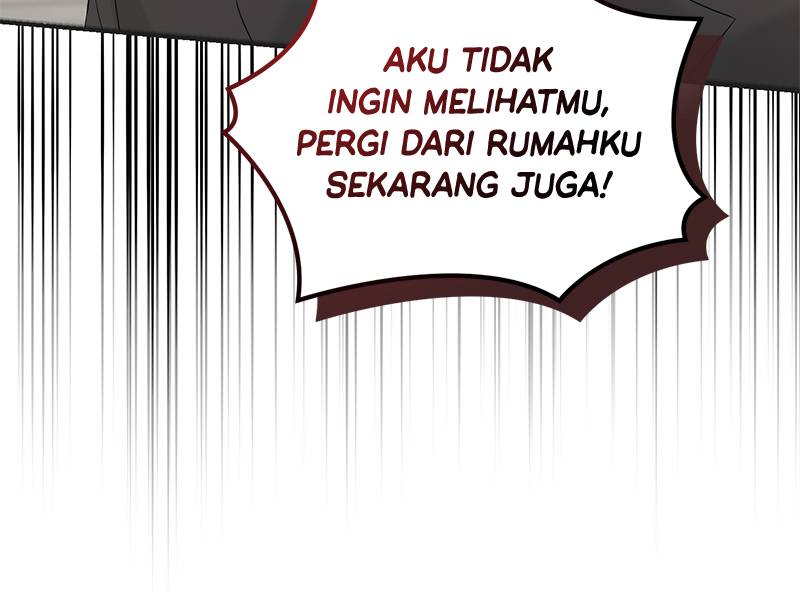 AKU TIDAK
INGIN MELIHATMU,
PERGI DARI RUMAHKU
SEKARANG JUGA!